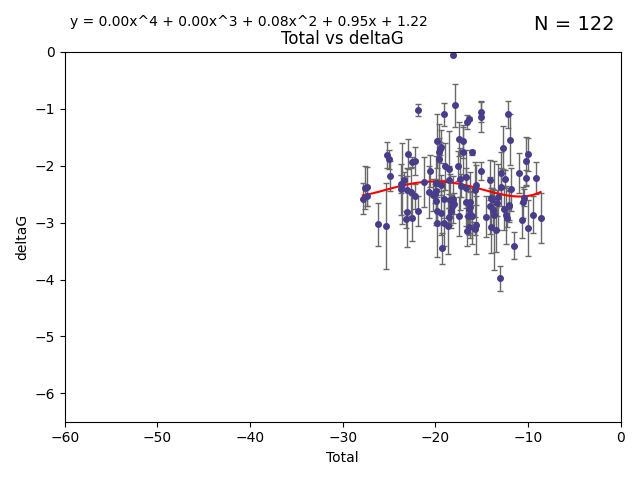 y = 0.00x^4 + 0.00x^3 + 0.08x^2 + 0.95x + 1.22
N = 122
Total vs deltaG
0
−1
−2
−3
−4
−5
−6
deltaG
−60 −50 −40 −30 −20 −10 0
Total